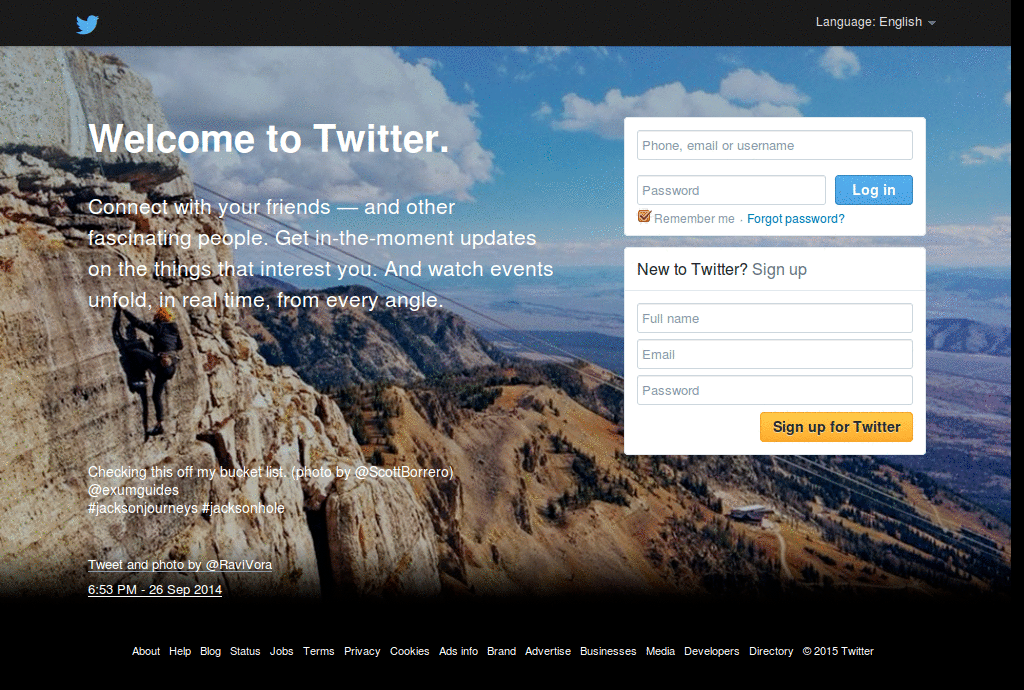 Language: English
Welcome to Twitter.
Connect with your friends — and other
fascinating people. Get in-the-moment updates
on the things that interest you. And watch events
unfold, in real time, from every angle.
Checking this off my bucket list. (photo by @ScottBorrero)
@exumguides
#jacksonjourneys #jacksonhole
Tweet and photo by @RaviVora
6:53 PM - 26 Sep 2014
Phone, email or username
Password
Log in
Remember me · Forgot password?
New to Twitter? Sign up
Full name
Email
Password
Sign up for Twitter
About Help Blog Status Jobs Terms Privacy Cookies Ads info Brand Advertise Businesses Media Developers Directory © 2015 Twitter